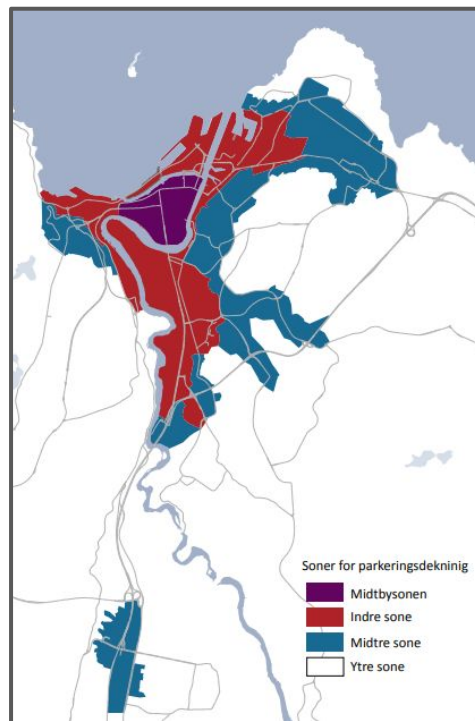 Soner for parkeringsdekninig
Midtbysonen
Indre sone
Midtre sone
Ytre sone